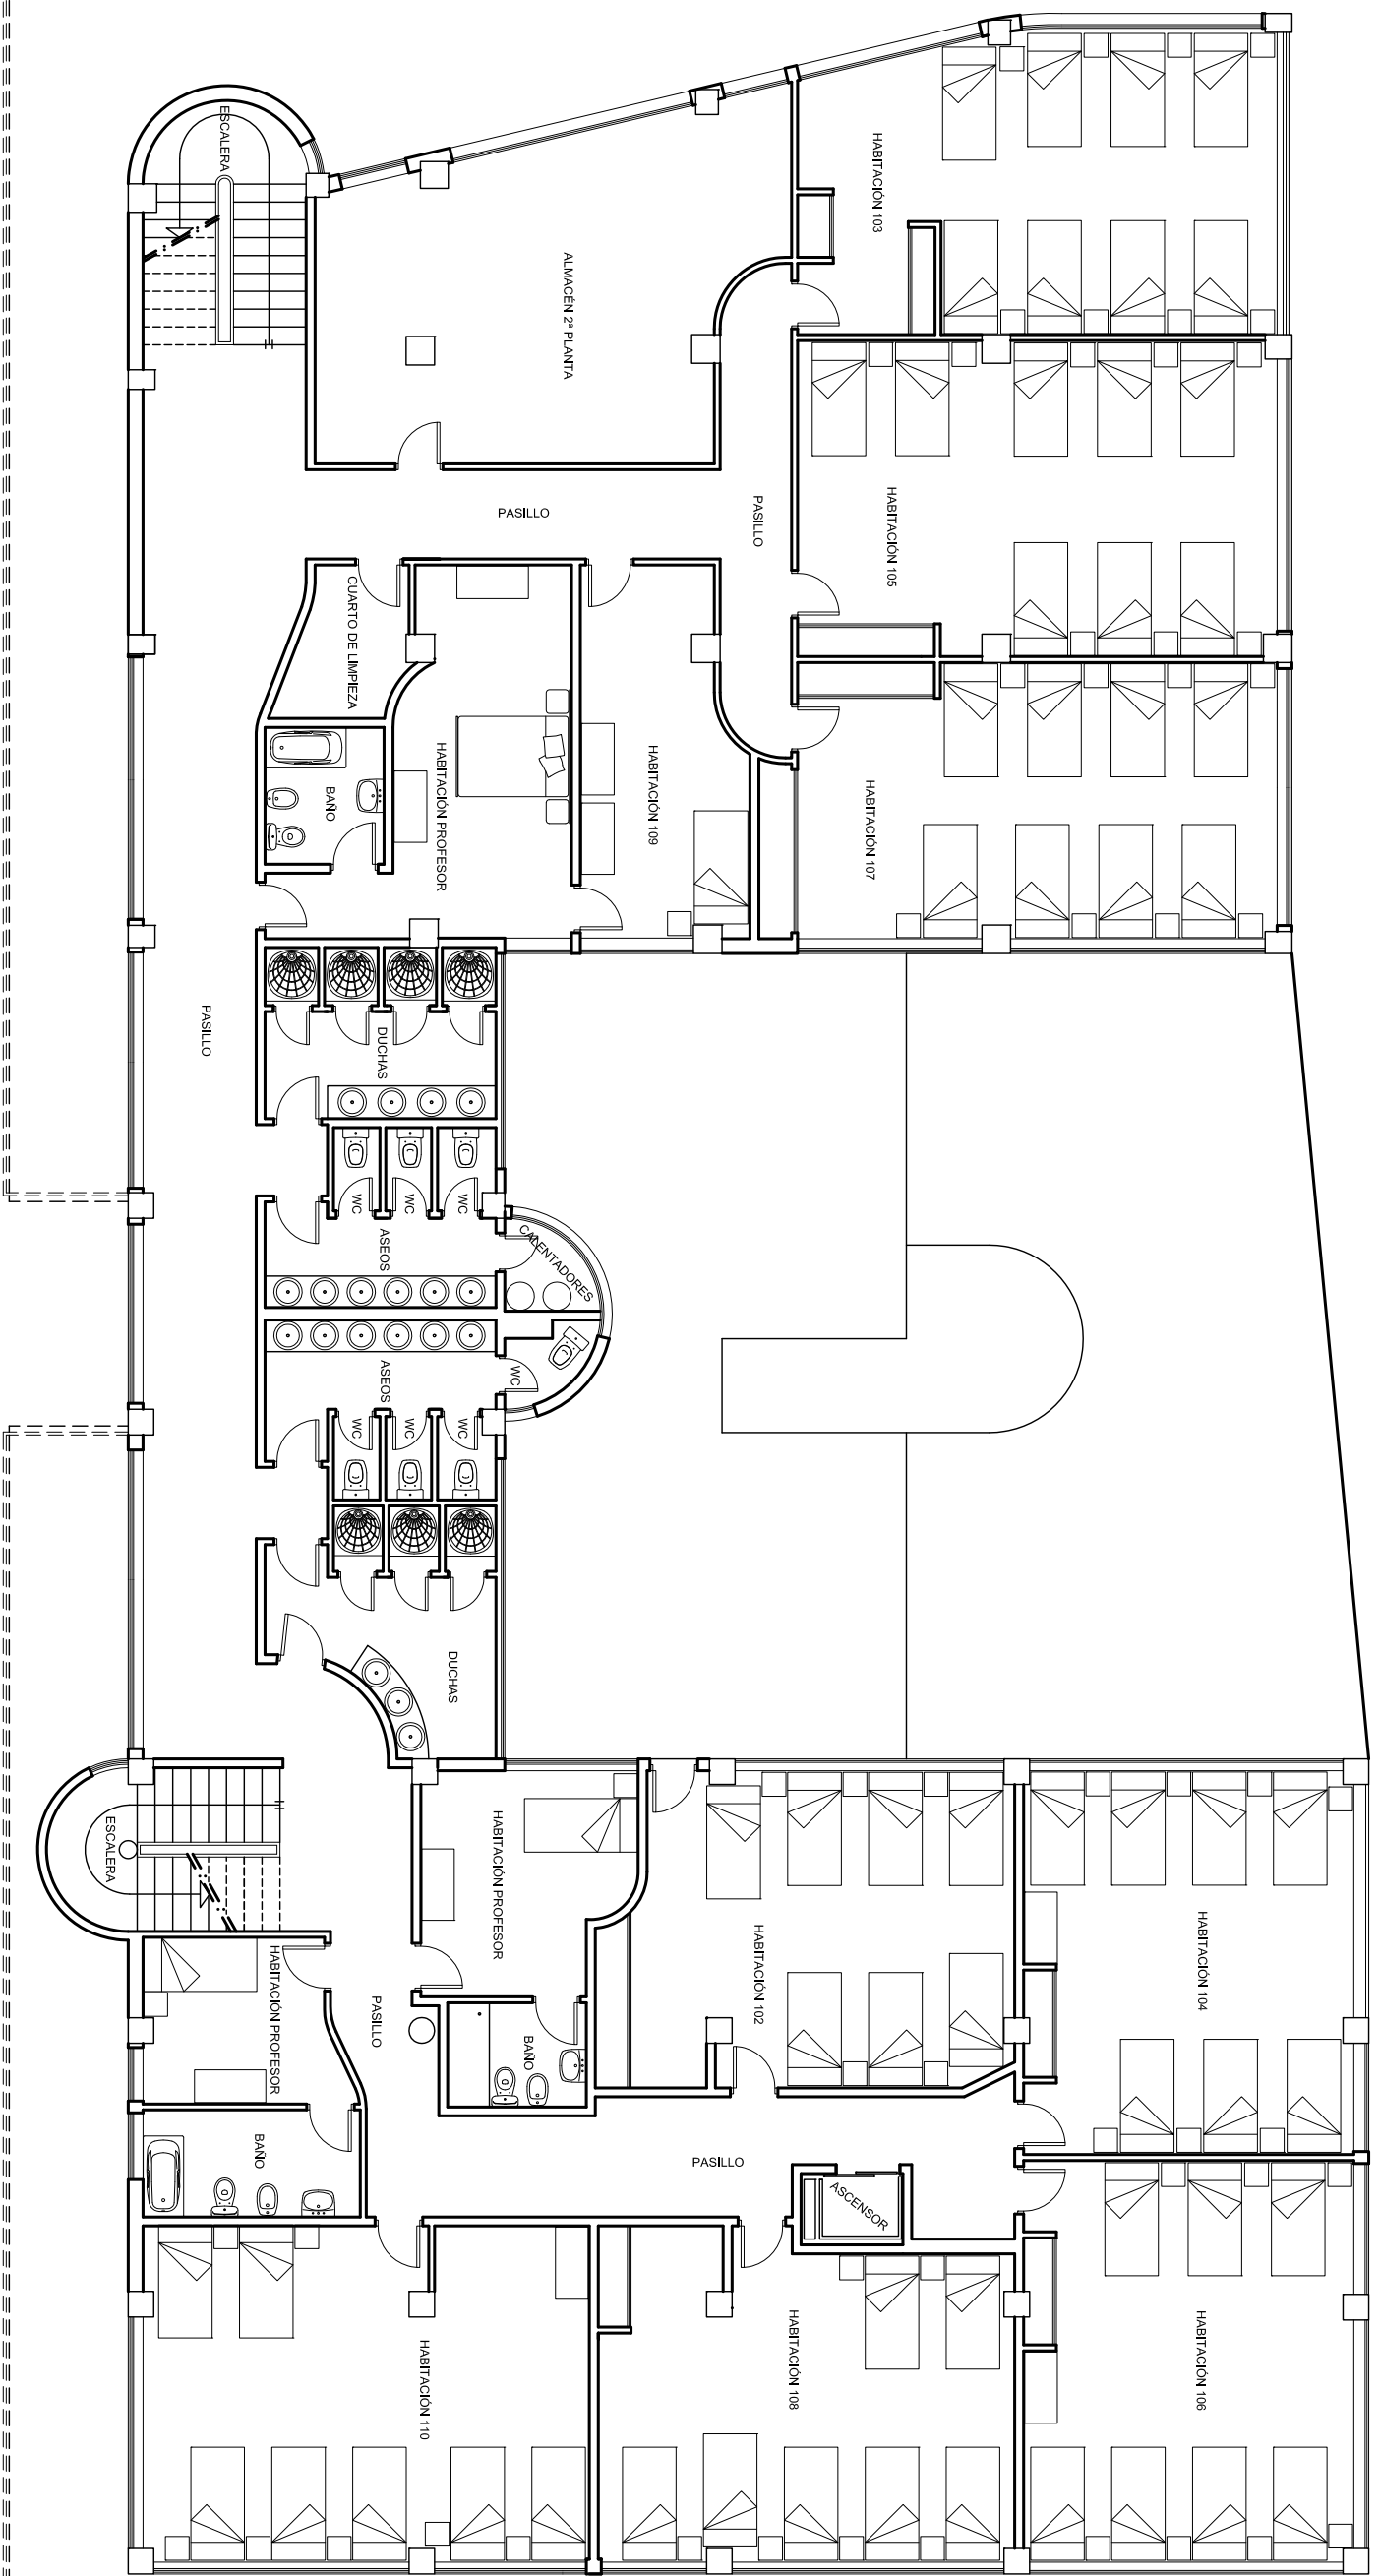 ESCALERA
HABITACIÓN 103
ALMACÉN 2ª PLANTA
PASILLO
PASILLO
HABITACIÓN 105
CUARTO DE LIMPIEZA
BAÑO
HABITACIÓN PROFESOR
HABITACIÓN 109
HABITACIÓN 107
PASILLO
DUCHAS
WC
WC
WC
ASEOS
CALENTADORES
ASEOS
WC
WC
WC
WC
DUCHAS
ESCALERA
HABITACIÓN PROFESOR
HABITACIÓN 102
HABITACIÓN 104
HABITACIÓN PROFESOR
PASILLO
BAÑO
BAÑO
PASILLO
ASCENSOR
HABITACIÓN 110
HABITACIÓN 108
HABITACIÓN 106